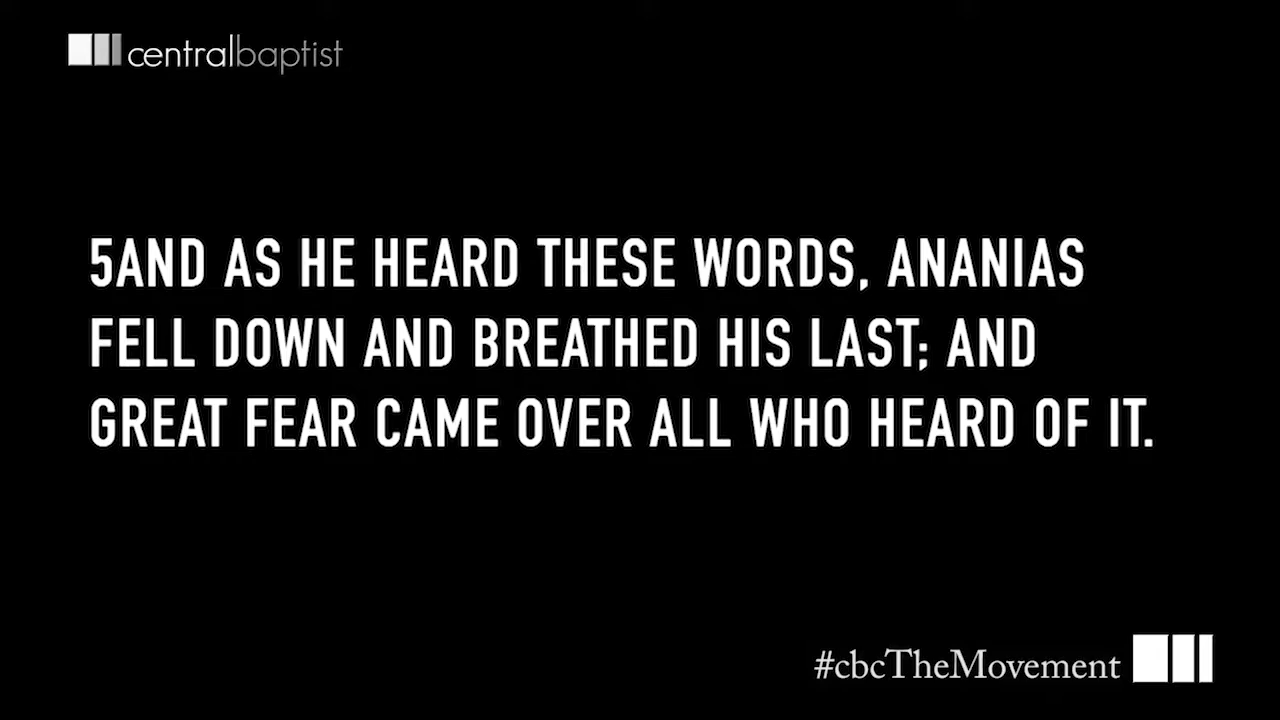 centralbaptist
5AND AS HE HEARD THESE WORDS, ANANIAS
FELL DOWN AND BREATHED HIS LAST; AND
GREAT FEAR CAME OVER ALL WHO HEARD OF IT.
#cbcTheMovement